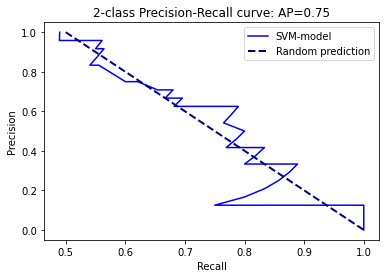 2-class Precision-Recall curve: AP=0.75
SVM-model
Random prediction
1.0
0.8
0.6
0.4
0.2
0.0
Precision
0.5 0.6 0.7 0.8 0.9 1.0
Recall